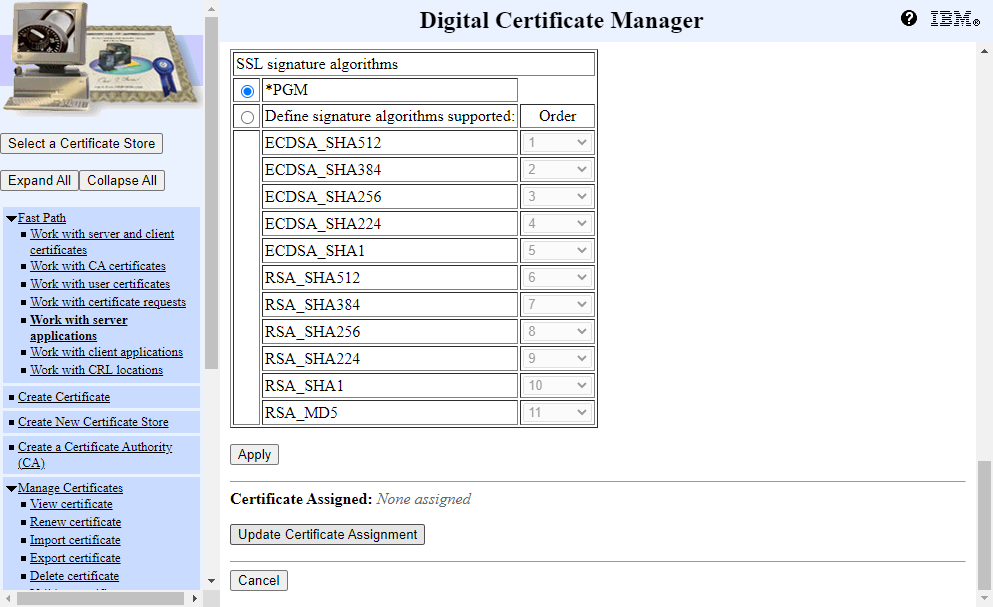 Digital Certificate Manager
IBM
Select a Certificate Store
Expand All
Collapse All
Fast Path
Work with server and client
certificates
Work with CA certificates
Work with user certificates
Work with certificate requests
Work with server
applications
Work with client applications
Work with CRL locations
Create Certificate
Create New Certificate Store
Create a Certificate Authority
(CA)
Manage Certificates
View certificate
Renew certificate
Import certificate
Export certificate
Delete certificate
SSL signature algorithms
*PGM
Define signature algorithms supported: Order
ECDSA_SHA512 1
ECDSA_SHA384 2
ECDSA_SHA256 3
ECDSA_SHA224 4
ECDSA_SHA1 5
RSA_SHA512 6
RSA_SHA384 7
RSA_SHA256 8
RSA_SHA224 9
RSA_SHA1 10
RSA_MD5 11
Apply
Certificate Assigned: None assigned
Update Certificate Assignment
Cancel